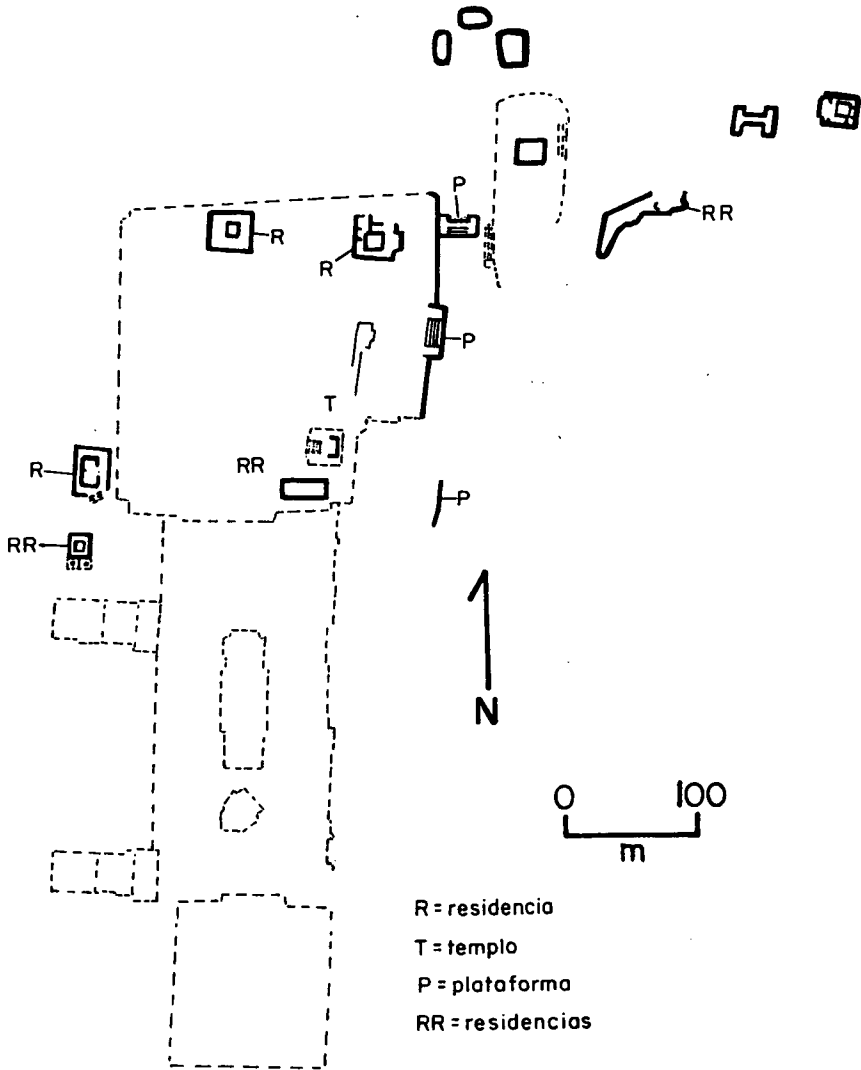 P
RR
R
R
P
T
R
RR
P
RR
N
0 100
m
R = residencia
T = templo
P = plataforma
RR = residencias